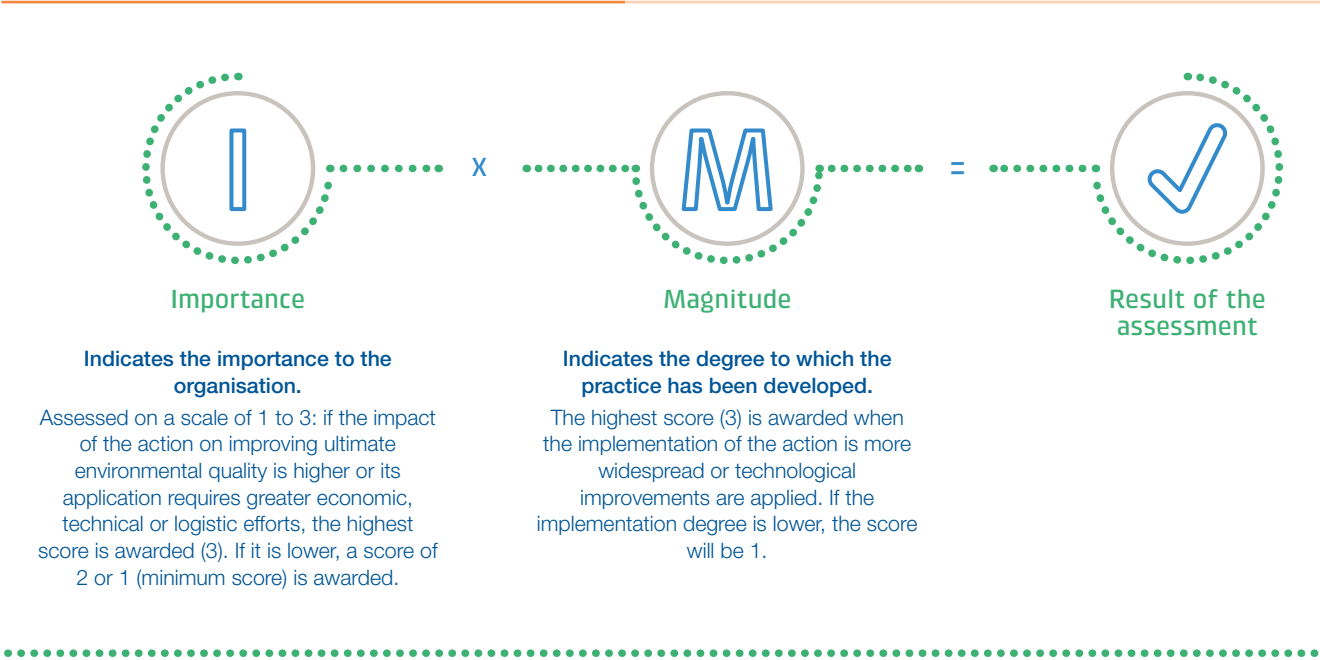 I x M =
Importance
Indicates the importance to the
organisation.
Assessed on a scale of 1 to 3: if the impact
of the action on improving ultimate
environmental quality is higher or its
application requires greater economic,
technical or logistic efforts, the highest
score is awarded (3). If it is lower, a score of
2 or 1 (minimum score) is awarded.
Magnitude
Indicates the degree to which the
practice has been developed.
The highest score (3) is awarded when
the implementation of the action is more
widespread or technological
improvements are applied. If the
implementation degree is lower, the score
will be 1.
Result of the
assessment